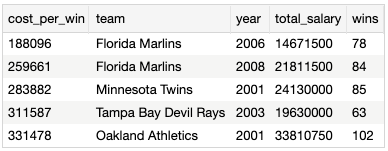 cost_per_win team year total_salary wins
188096 Florida Marlins 2006 14671500 78
259661 Florida Marlins 2008 21811500 84
283882 Minnesota Twins 2001 24130000 85
311587 Tampa Bay Devil Rays 2003 19630000 63
331478 Oakland Athletics 2001 33810750 102